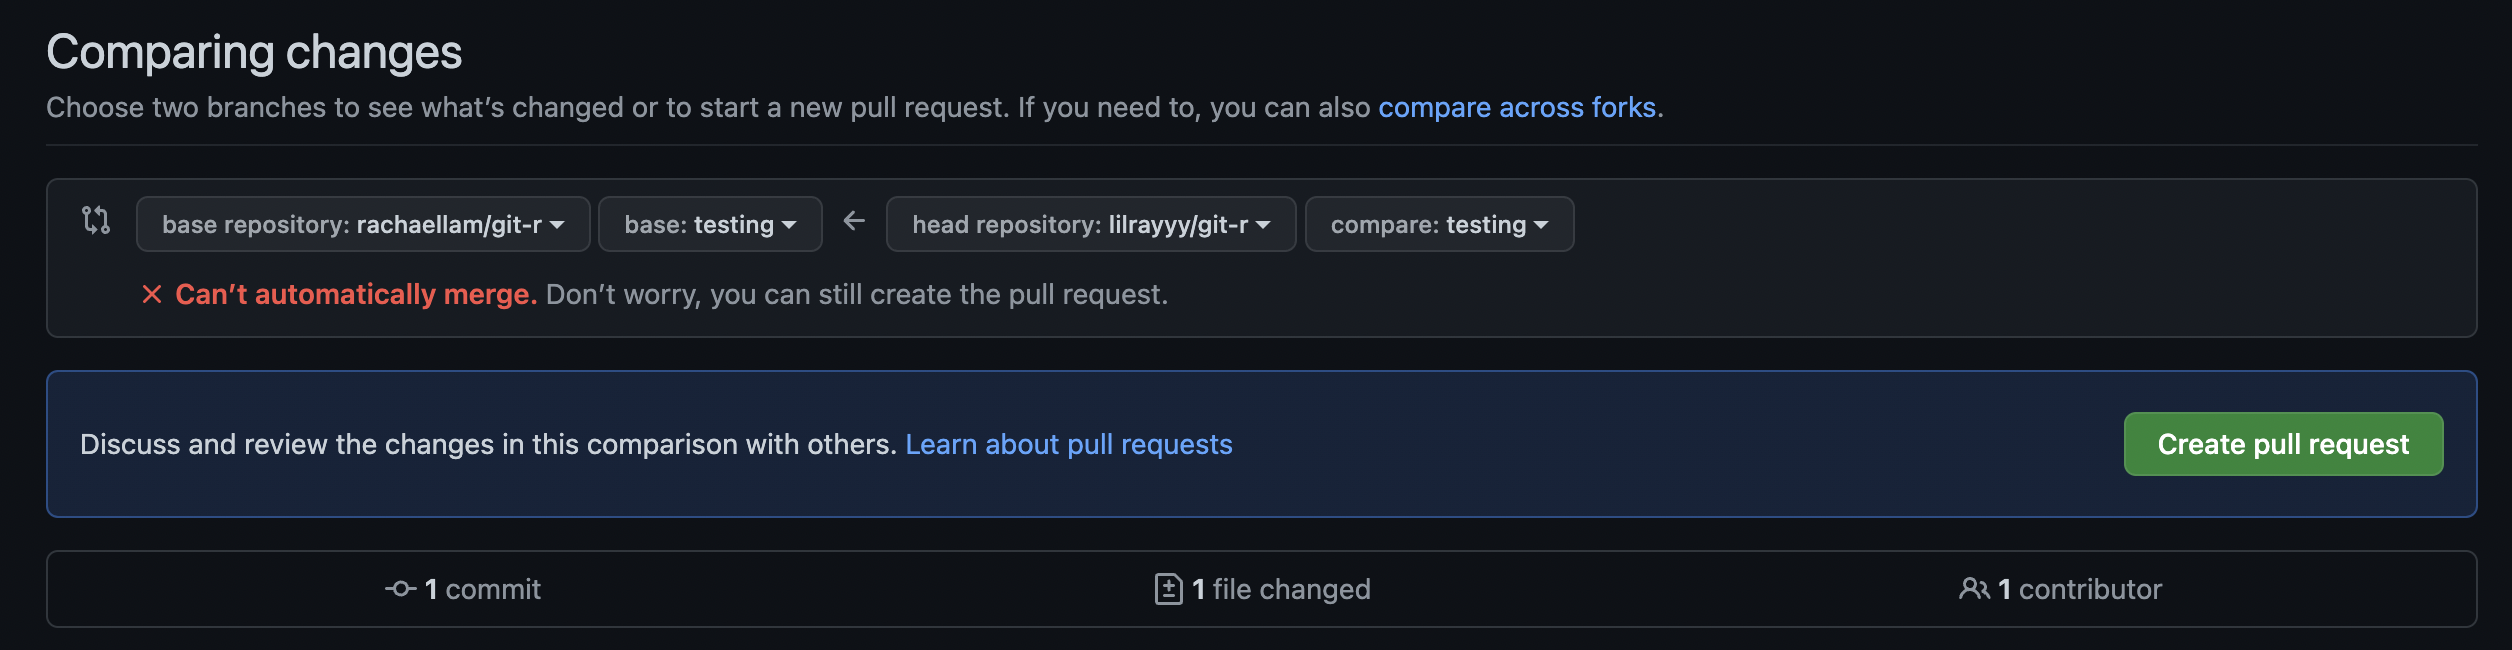 Comparing changes
Choose two branches to see what’s changed or to start a new pull request. If you need to, you can also compare across forks.
base repository: rachaellam/git-r base: testing head repository: lilrayyy/git-r compare: testing
Can’t automatically merge. Don’t worry, you can still create the pull request.
Discuss and review the changes in this comparison with others. Learn about pull requests Create pull request
1 commit 1 file changed 1 contributor